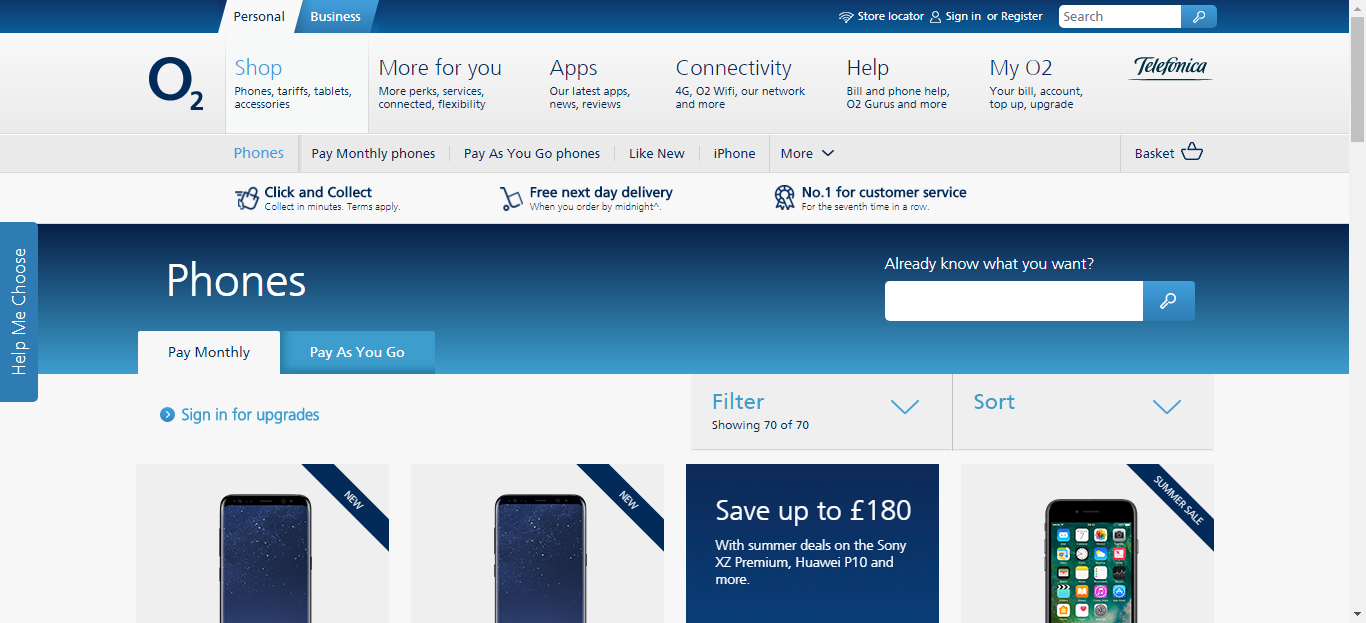 Personal
Business
Store locator
Sign in or Register
Search
O2
Shop
Phones, tariffs, tablets,
accessories
More for you
More perks, services,
connected, flexibility
Apps
Our latest apps,
news, reviews
Connectivity
4G, O2 Wifi, our network
and more
Help
Bill and phone help,
O2 Gurus and more
My O2
Your bill, account,
top up, upgrade
Telefónica
Phones
Pay Monthly phones
Pay As You Go phones
Like New
iPhone
More
Basket
Click and Collect
Collect in minutes. Terms apply.
Free next day delivery
When you order by midnight^.
No.1 for customer service
For the seventh time in a row.
Help Me Choose
Phones
Already know what you want?
Pay Monthly
Pay As You Go
Sign in for upgrades
Filter
Showing 70 of 70
Sort
NEW
NEW
Save up to £180
With summer deals on the Sony
XZ Premium, Huawei P10 and
more.
SUMMER SALE